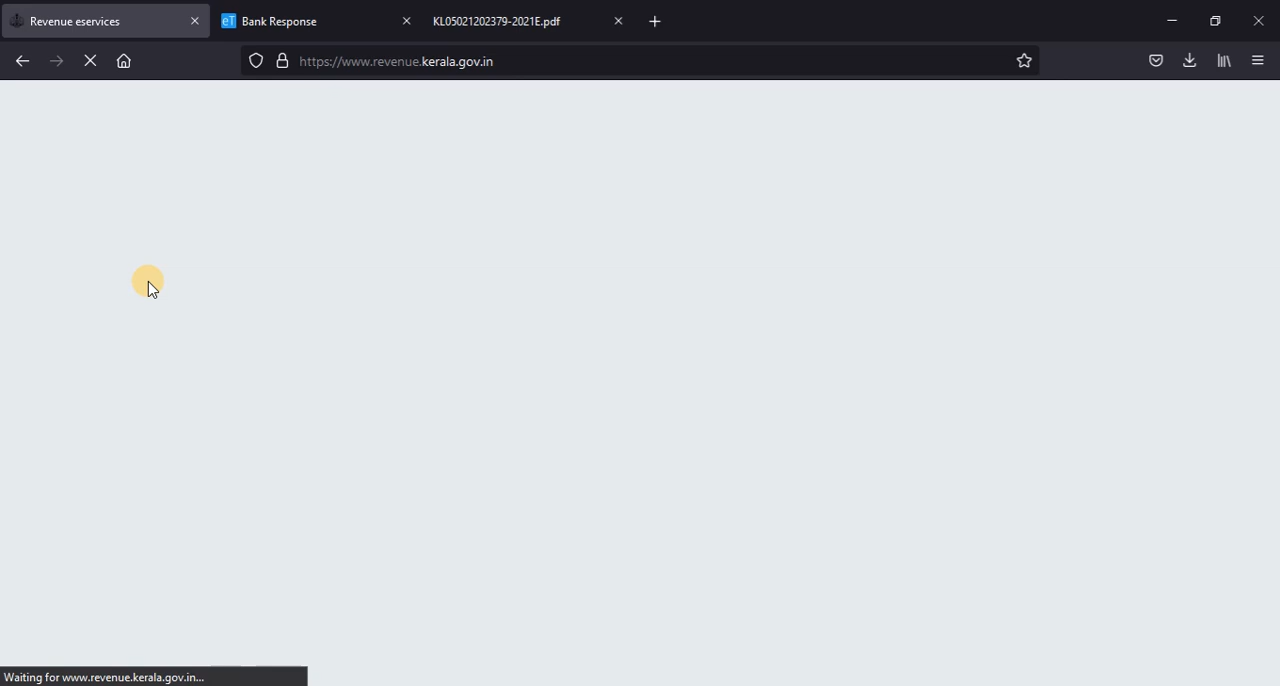 Revenue eservices
eT Bank Response
KL05021202379-2021E.pdf
https://www.revenue.kerala.gov.in
Waiting for www.revenue.kerala.gov.in...